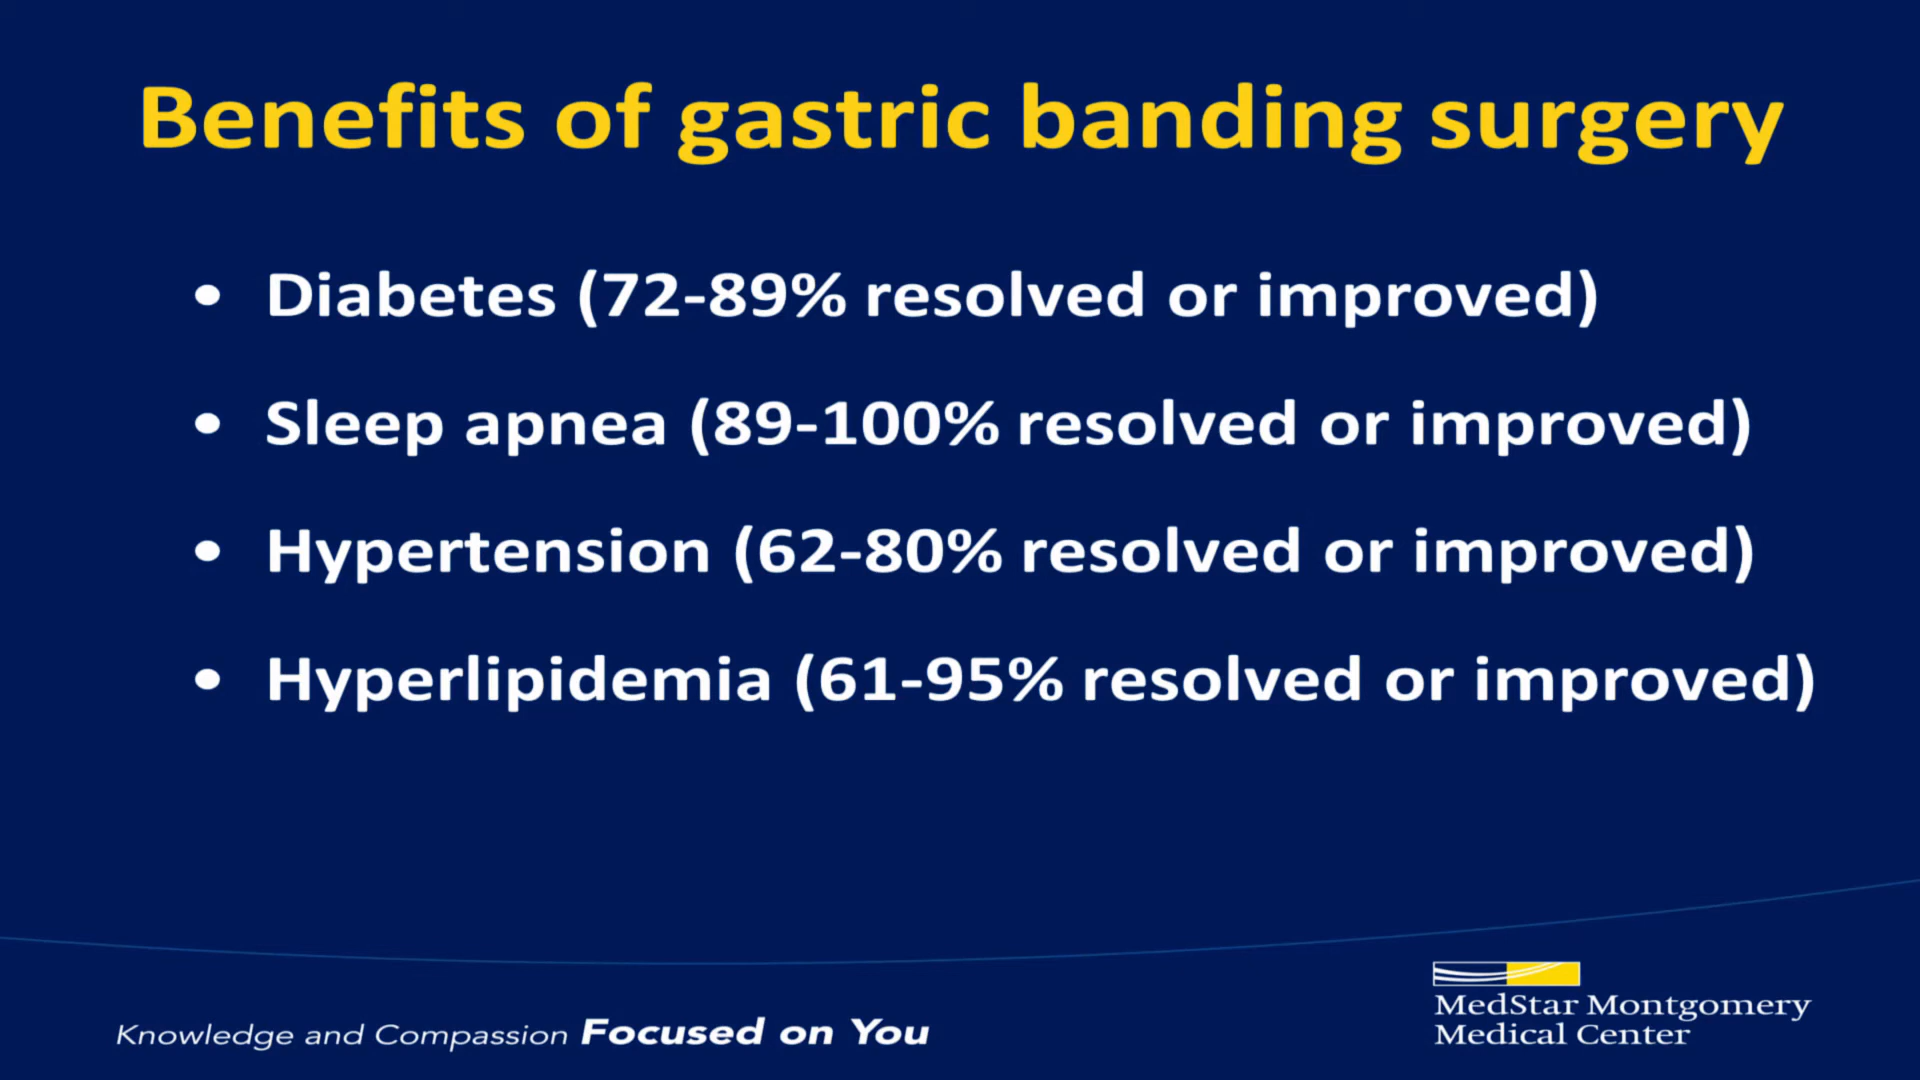 Benefits of gastric banding surgery
• Diabetes (72-89% resolved or improved)
• Sleep apnea (89-100% resolved or improved)
• Hypertension (62-80% resolved or improved)
• Hyperlipidemia (61-95% resolved or improved)
Knowledge and Compassion Focused on You
MedStar Montgomery
Medical Center